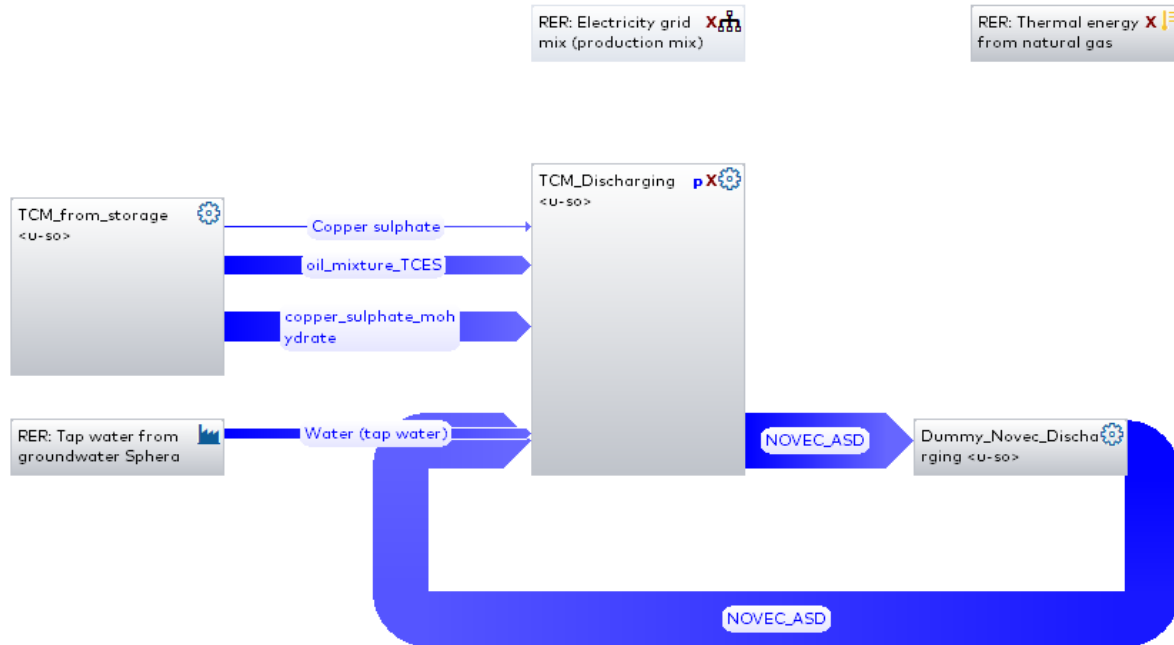 RER: Electricity grid X
mix (production mix)
RER: Thermal energy X
from natural gas
TCM_from_storage
<u-so>
Copper sulphate
oil_mixture_TCES
copper_sulphate_moh
ydrate
TCM_Discharging p X
<u-so>
RER: Tap water from
groundwater Sphera
Water (tap water)
NOVEC_ASD
Dummy_Novec_Discha
rging <u-so>
NOVEC_ASD